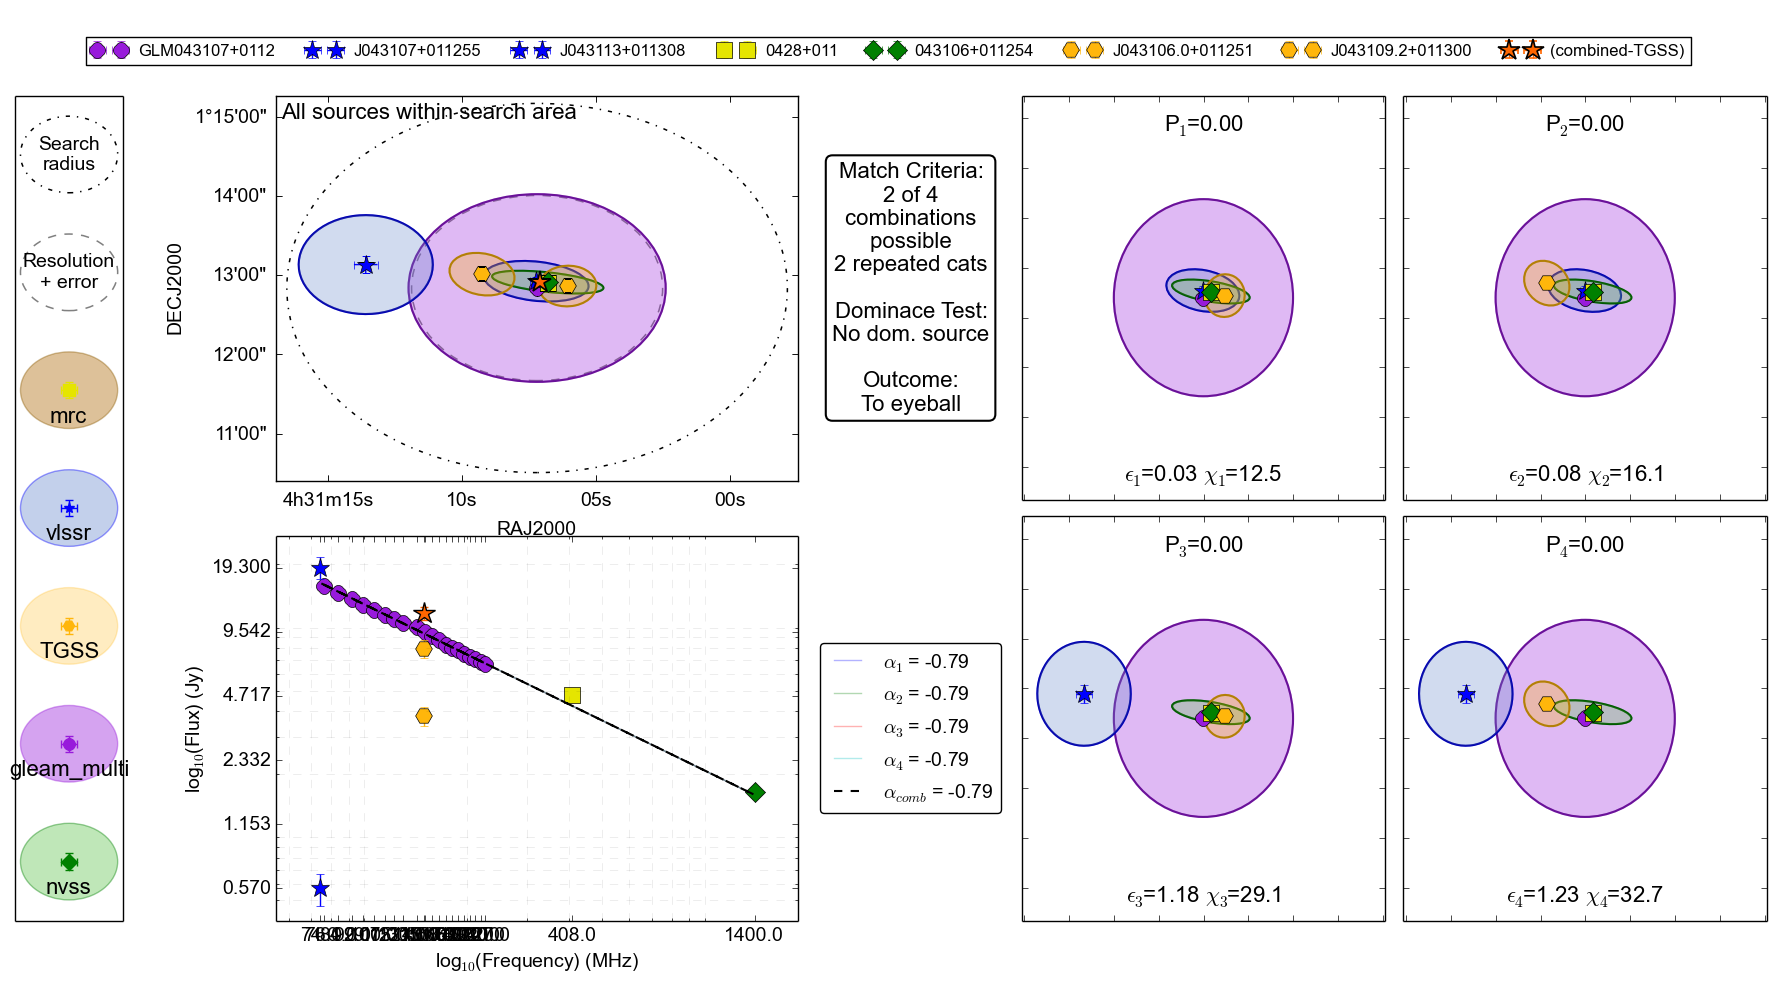 GLM043107+0112 J043107+011255 J043113+011308 0428+011 043106+011254 J043106.0+011251 J043109.2+011300 (combined-TGSS)
Search
radius
Resolution
+ error
mrc
vlssr
TGSS
gleam_multi
nvss
All sources within search area
1°15'00"
14'00"
13'00"
12'00"
11'00"
DECJ2000
4h31m15s 10s 05s 00s
RAJ2000
19.300
9.542
4.717
2.332
1.153
0.570
log10(Flux) (Jy)
408.0 1400.0
log10(Frequency) (MHz)
Match Criteria:
2 of 4
combinations
possible
2 repeated cats
Dominace Test:
No dom. source
Outcome:
To eyeball
α1 = -0.79
α2 = -0.79
α3 = -0.79
α4 = -0.79
αcomb = -0.79
P1=0.00
ϵ1=0.03 χ1=12.5
P2=0.00
ϵ2=0.08 χ2=16.1
P3=0.00
ϵ3=1.18 χ3=29.1
P4=0.00
ϵ4=1.23 χ4=32.7